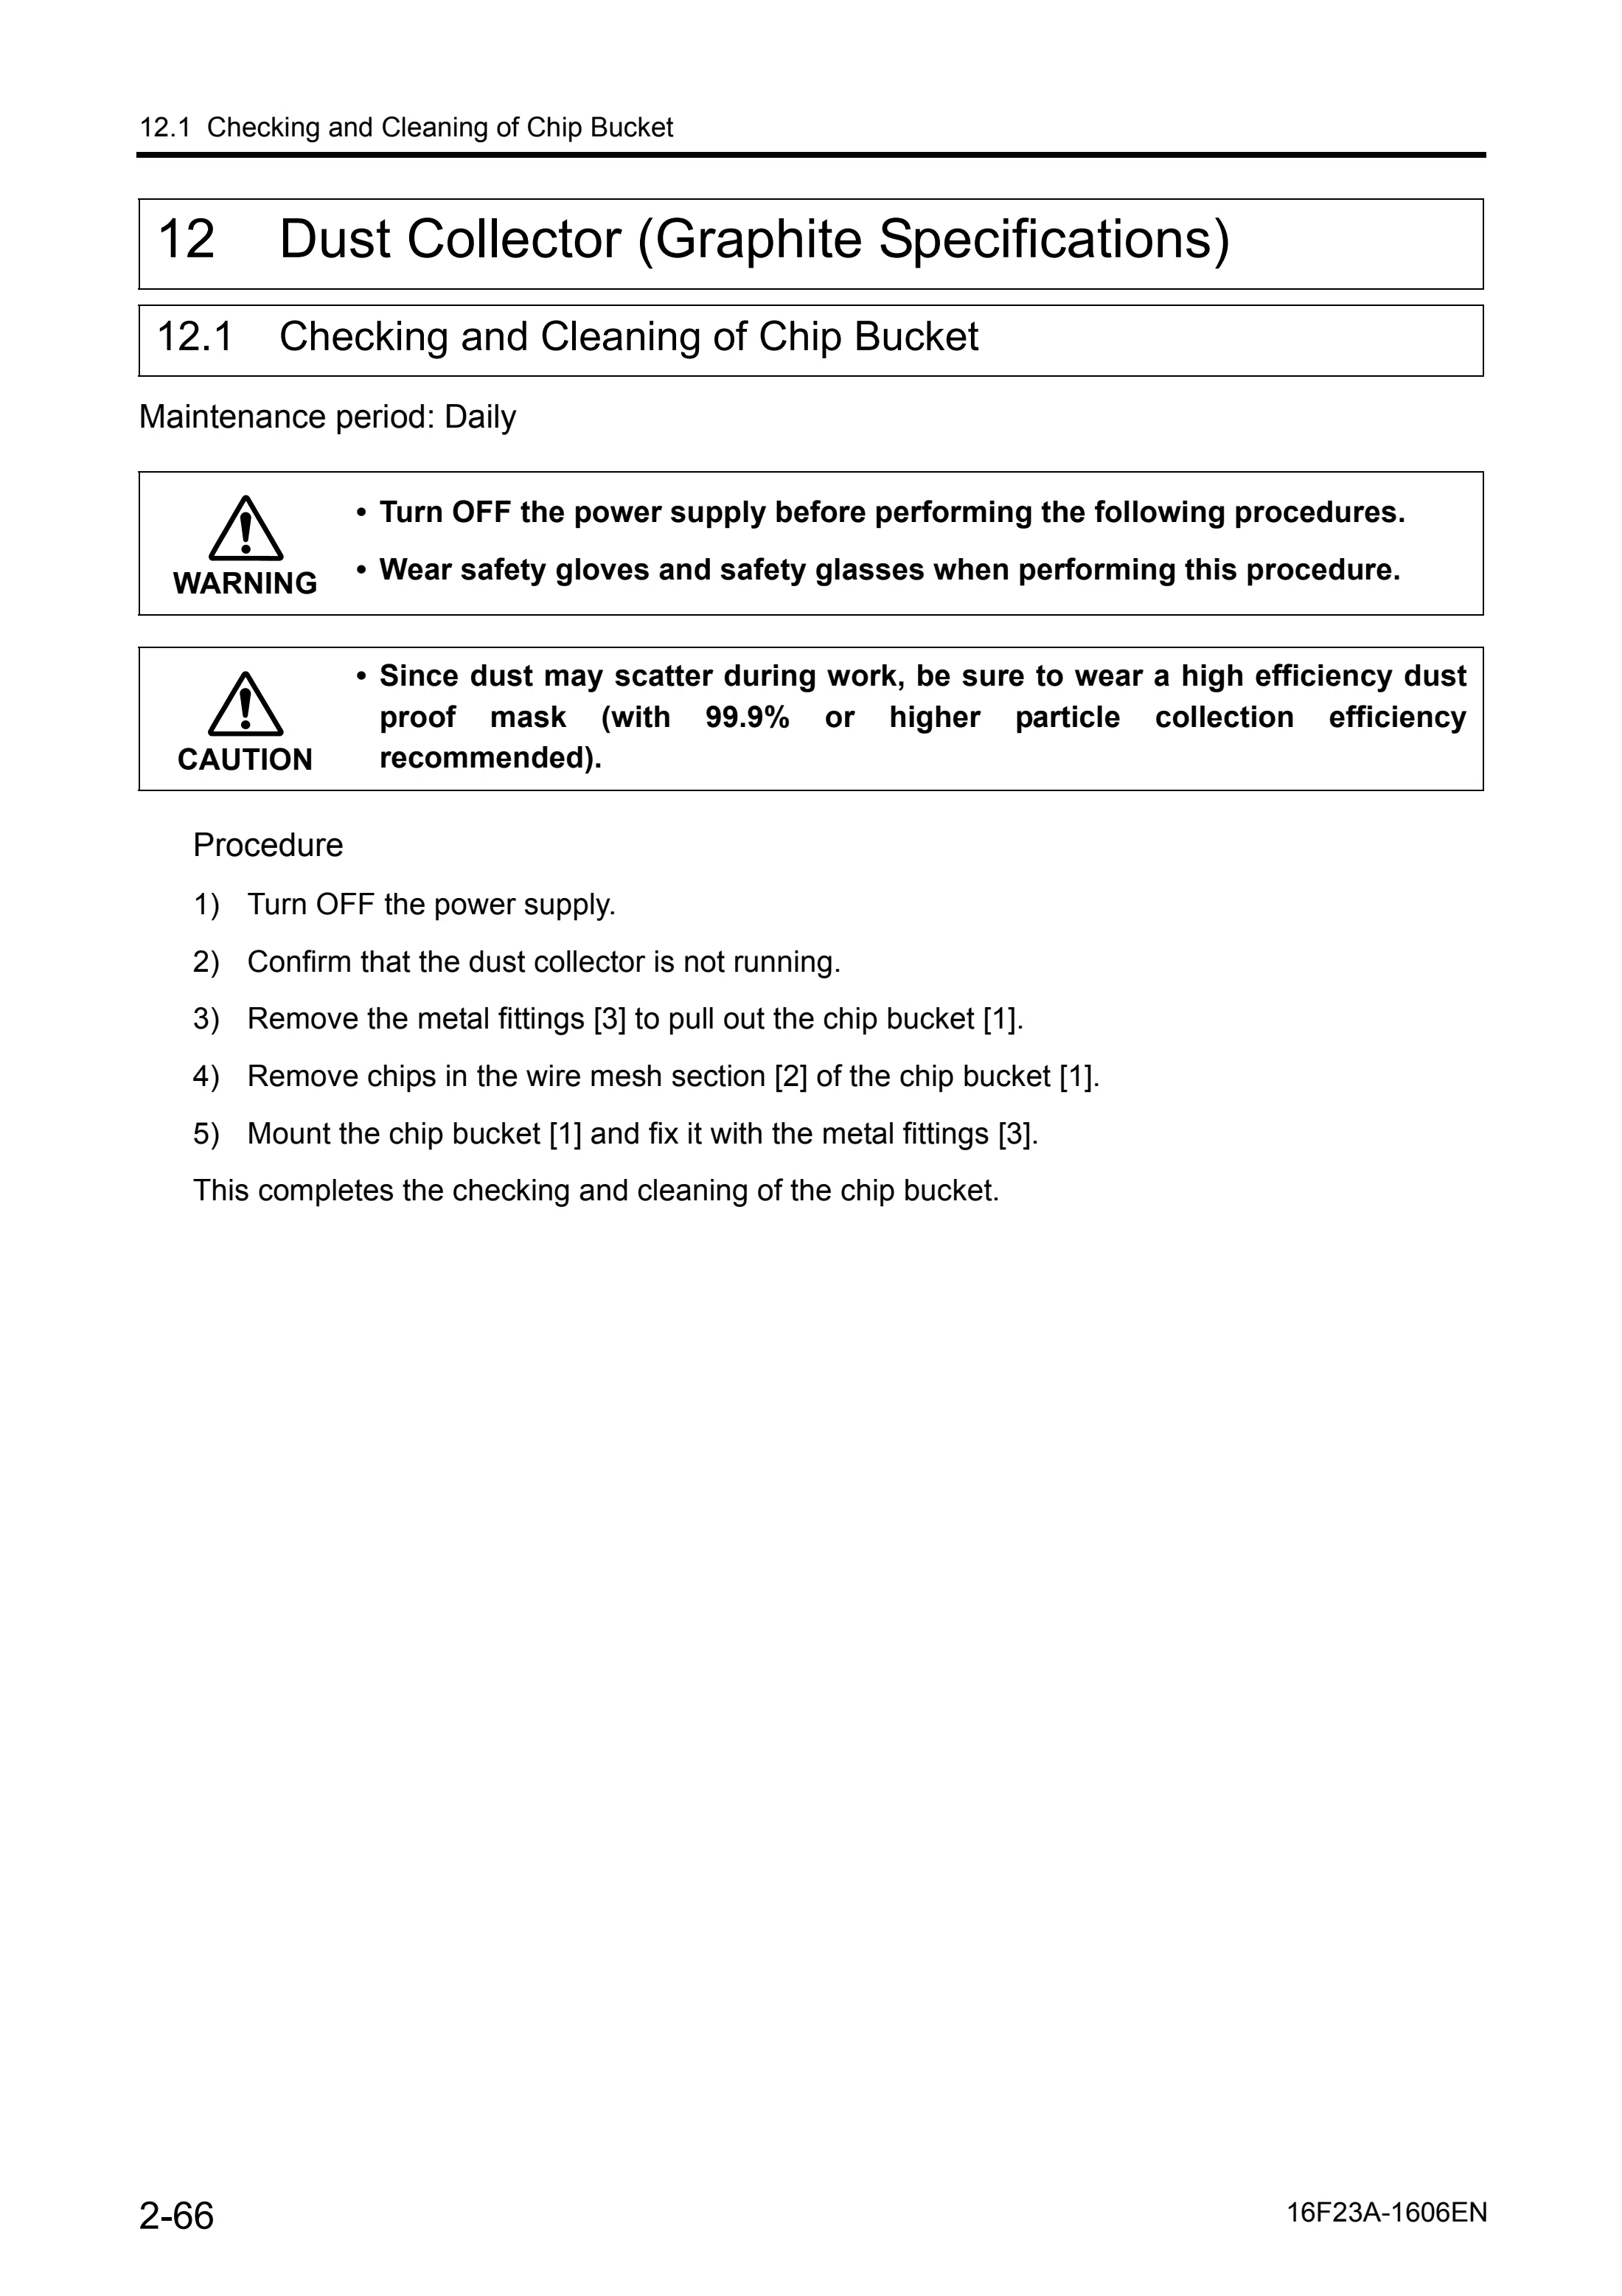 12.1 Checking and Cleaning of Chip Bucket
12 Dust Collector (Graphite Specifications)
12.1 Checking and Cleaning of Chip Bucket
Maintenance period: Daily
WARNING
• Turn OFF the power supply before performing the following procedures.
• Wear safety gloves and safety glasses when performing this procedure.
CAUTION
• Since dust may scatter during work, be sure to wear a high efficiency dust
proof mask (with 99.9% or higher particle collection efficiency
recommended).
Procedure
1) Turn OFF the power supply.
2) Confirm that the dust collector is not running.
3) Remove the metal fittings [3] to pull out the chip bucket [1].
4) Remove chips in the wire mesh section [2] of the chip bucket [1].
5) Mount the chip bucket [1] and fix it with the metal fittings [3].
This completes the checking and cleaning of the chip bucket.
2-66
16F23A-1606EN